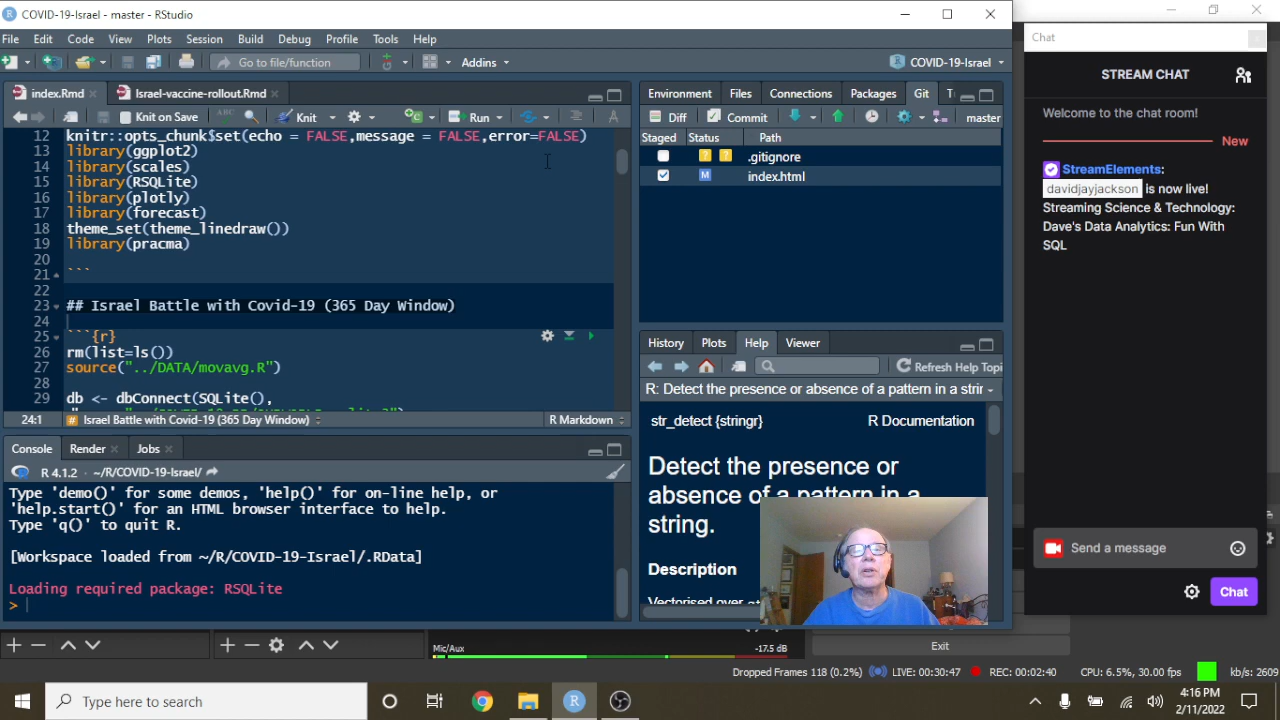 COVID-19-Israel - master - RStudio
File Edit Code View Plots Session Build Debug Profile Tools Help
Go to file/function
Addins
COVID-19-Israel
index.Rmd
Israel-vaccine-rollout.Rmd
Knit on Save
ABC
Knit
Run
12 knitr::opts_chunk$set(echo = FALSE,message = FALSE,error=FALSE)
13 library(ggplot2)
14 library(scales)
15 library(RSQLite)
16 library(plotly)
17 library(forecast)
18 theme_set(theme_linedraw())
19 library(pracma)
20
21 ```
22
23 ## Israel Battle with Covid-19 (365 Day Window)
24
25 ```{r}
26 rm(list=ls())
27 source("../DATA/movavg.R")
28
29 db <- dbConnect(SQLite(),
24:1 # Israel Battle with Covid-19 (365 Day Window) R Markdown
Console Render Jobs
R 4.1.2 · ~/R/COVID-19-Israel/
Type 'demo()' for some demos, 'help()' for on-line help, or
'help.start()' for an HTML browser interface to help.
Type 'q()' to quit R.
[Workspace loaded from ~/R/COVID-19-Israel/.RData]
Loading required package: RSQLite
>
Environment Files Connections Packages Git T
Diff Commit master
Staged Status Path
? ? .gitignore
M index.html
History Plots Help Viewer
Refresh Help Topi
R: Detect the presence or absence of a pattern in a strir
str_detect {stringr} R Documentation
Detect the presence or
absence of a pattern in a
string.
Description
Vectorised over
Chat
STREAM CHAT
Welcome to the chat room!
New
StreamElements:
davidjayjackson is now live!
Streaming Science & Technology:
Dave's Data Analytics: Fun With
SQL
Send a message
Chat
Mic/Aux -17.5 dB
Exit
Dropped Frames 118 (0.2%) LIVE: 00:30:47 REC: 00:02:40 CPU: 6.5%, 30.00 fps kb/s: 2609
Type here to search
4:16 PM
2/11/2022